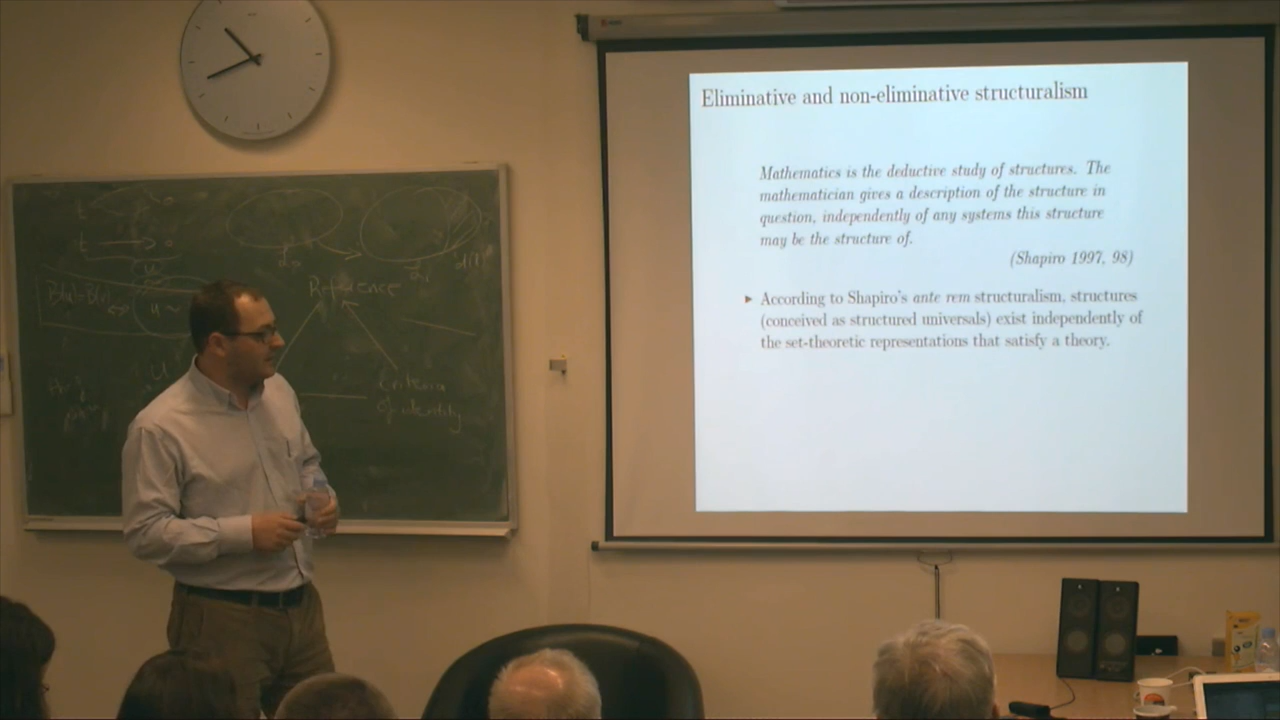 Eliminative and non-eliminative structuralism
Mathematics is the deductive study of structures. The
mathematician gives a description of the structure in
question, independently of any systems this structure
may be the structure of.
(Shapiro 1997, 98)
▸ According to Shapiro's ante rem structuralism, structures
(conceived as structured universals) exist independently of
the set-theoretic representations that satisfy a theory.
Reference
Criteria
of identity